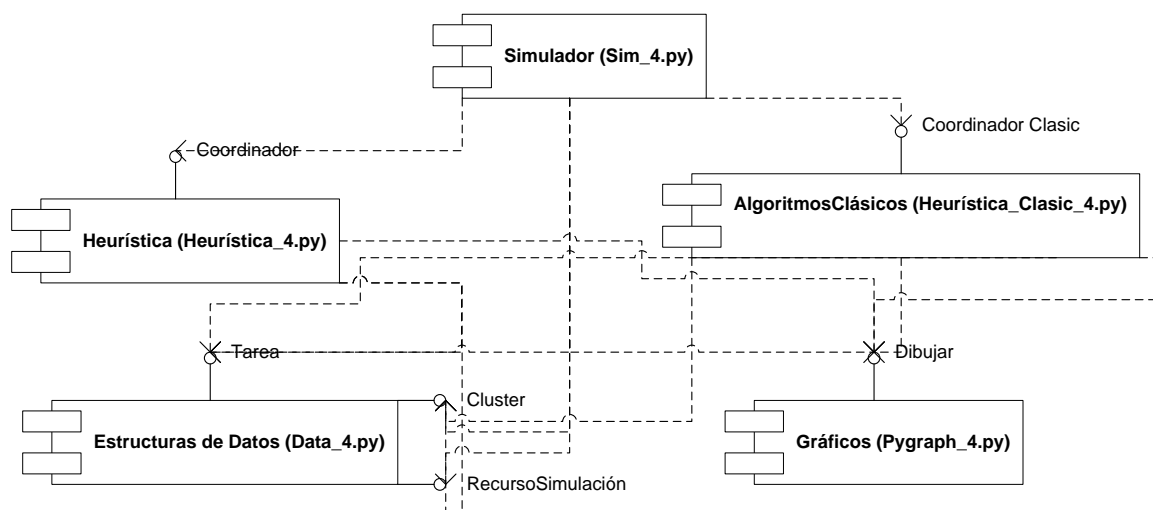 Simulador (Sim_4.py)
Coordinador Clasic
Coordinador
AlgoritmosClásicos (Heurística_Clasic_4.py)
Heurística (Heurística_4.py)
Tarea
Dibujar
Cluster
Estructuras de Datos (Data_4.py)
Gráficos (Pygraph_4.py)
RecursoSimulación